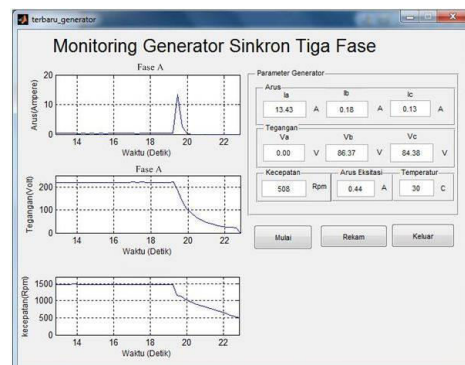 terbaru_generator
Monitoring Generator Sinkron Tiga Fase
Fase A
Arus(Ampere)
20
10
0
14 16 18 20 22
Waktu (Detik)
Fase A
Tegangan(Volt)
200
100
0
14 16 18 20 22
Waktu (Detik)
kecepatan(Rpm)
1500
1000
500
0
14 16 18 20 22
Waktu (Detik)
Parameter Generator
Arus
Ia Ib Ic
13.43 A 0.18 A 0.13 A
Tegangan
Va Vb Vc
0.00 V 86.37 V 84.38 V
Kecepatan Arus Eksitasi Temperatur
508 Rpm 0.44 A 30 C
Mulai Rekam Keluar